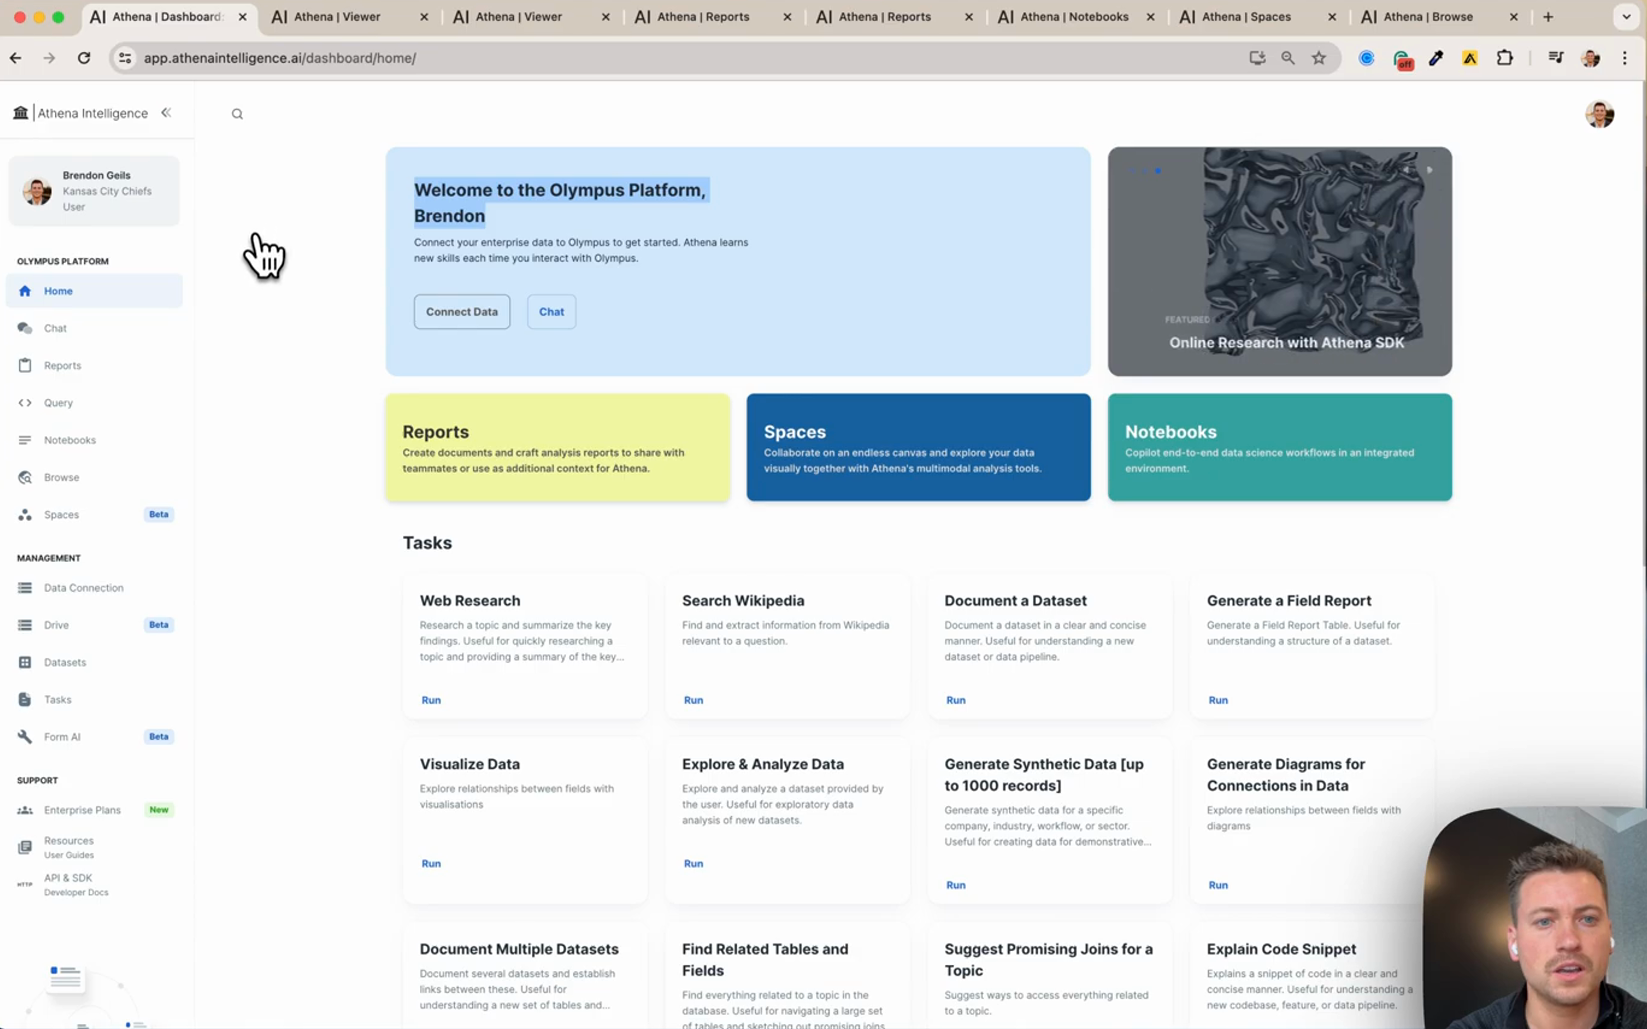 Athena | Dashboard:
Athena | Viewer
Athena | Viewer
Athena | Reports
Athena | Reports
Athena | Notebooks
Athena | Spaces
Athena | Browse
app.athenaintelligence.ai/dashboard/home/
off
Athena Intelligence
Brendon Geils
Kansas City Chiefs
User
OLYMPUS PLATFORM
Home
Chat
Reports
Query
Notebooks
Browse
Spaces
Beta
MANAGEMENT
Data Connection
Drive
Beta
Datasets
Tasks
Form AI
Beta
SUPPORT
Enterprise Plans
New
Resources
User Guides
HTTP
API & SDK
Developer Docs
Welcome to the Olympus Platform,
Brendon
Connect your enterprise data to Olympus to get started. Athena learns
new skills each time you interact with Olympus.
Connect Data
Chat
FEATURED
Online Research with Athena SDK
Reports
Create documents and craft analysis reports to share with
teammates or use as additional context for Athena.
Spaces
Collaborate on an endless canvas and explore your data
visually together with Athena's multimodal analysis tools.
Notebooks
Copilot end-to-end data science workflows in an integrated
environment.
Tasks
Web Research
Research a topic and summarize the key
findings. Useful for quickly researching a
topic and providing a summary of the key...
Run
Search Wikipedia
Find and extract information from Wikipedia
relevant to a question.
Run
Document a Dataset
Document a dataset in a clear and concise
manner. Useful for understanding a new
dataset or data pipeline.
Run
Generate a Field Report
Generate a Field Report Table. Useful for
understanding a structure of a dataset.
Run
Visualize Data
Explore relationships between fields with
visualisations
Run
Explore & Analyze Data
Explore and analyze a dataset provided by
the user. Useful for exploratory data
analysis of new datasets.
Run
Generate Synthetic Data [up
to 1000 records]
Generate synthetic data for a specific
company, industry, workflow, or sector.
Useful for creating data for demonstrative...
Run
Generate Diagrams for
Connections in Data
Explore relationships between fields with
diagrams
Run
Document Multiple Datasets
Document several datasets and establish
links between these. Useful for
understanding a new set of tables and...
Find Related Tables and
Fields
Find everything related to a topic in the
database. Useful for navigating a large set
of tables and sketching out promising joins
Suggest Promising Joins for a
Topic
Suggest ways to access everything related
to a topic.
Explain Code Snippet
Explains a snippet of code in a clear and
concise manner. Useful for understanding
new codebase, feature, or data pipeline.